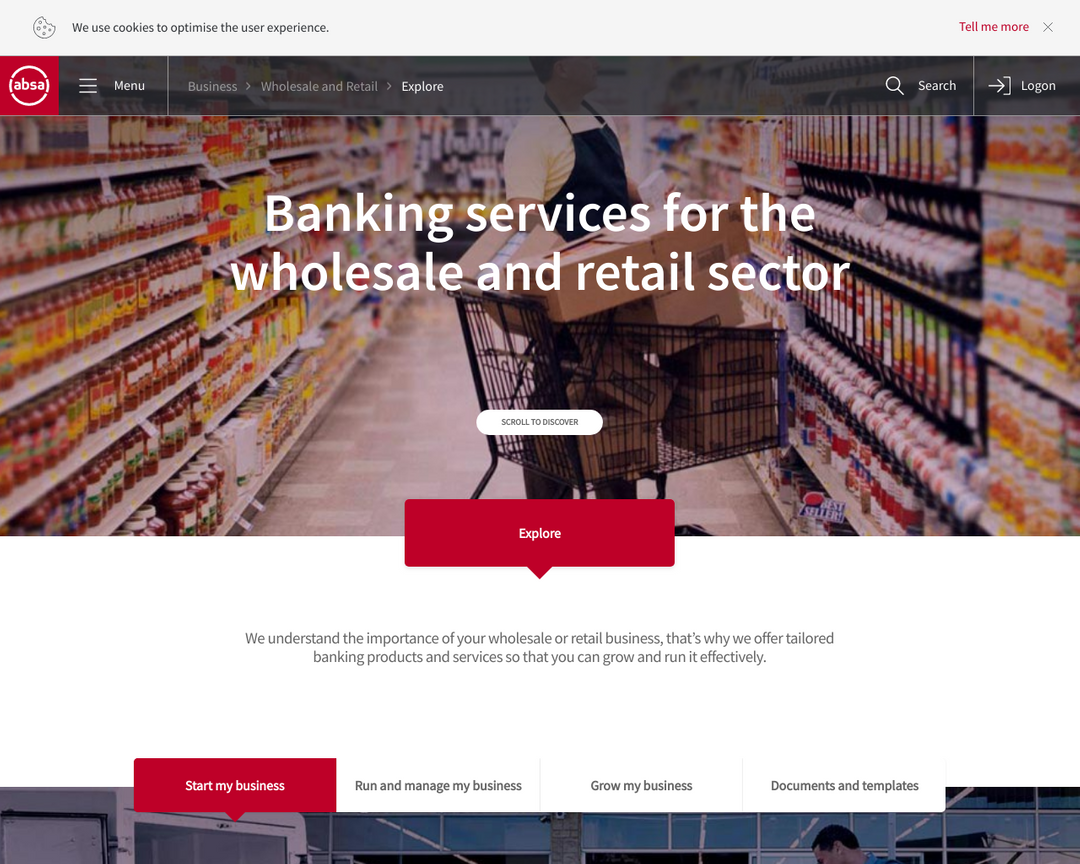 We use cookies to optimise the user experience.
Tell me more
absa
Menu
Business > Wholesale and Retail > Explore
Search
Logon
Banking services for the
wholesale and retail sector
SCROLL TO DISCOVER
BEST
SELLER!
Explore
We understand the importance of your wholesale or retail business, that's why we offer tailored
banking products and services so that you can grow and run it effectively.
Start my business
Run and manage my business
Grow my business
Documents and templates